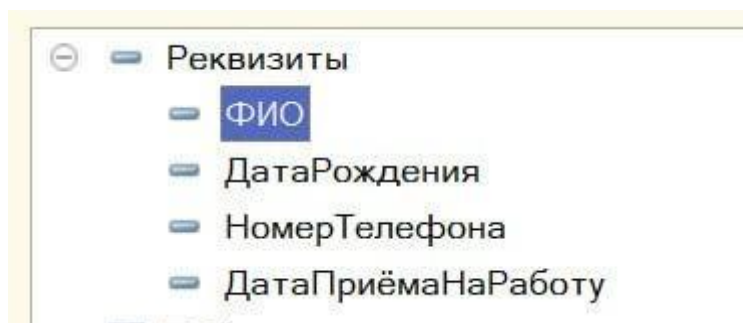 Реквизиты
ФИО
ДатаРождения
НомерТелефона
ДатаПриёмаНаРаботу